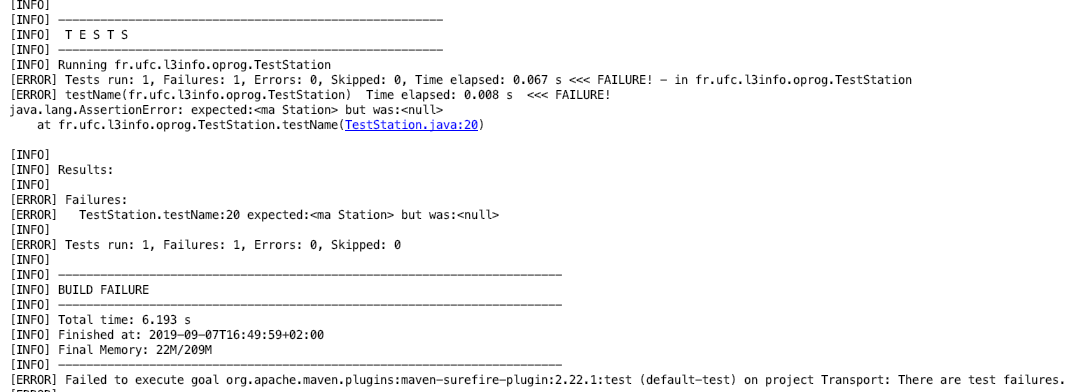 [INFO]
[INFO] -------------------------------------------------------
[INFO]  T E S T S
[INFO] -------------------------------------------------------
[INFO] Running fr.ufc.l3info.oprog.TestStation
[ERROR] Tests run: 1, Failures: 1, Errors: 0, Skipped: 0, Time elapsed: 0.067 s <<< FAILURE! - in fr.ufc.l3info.oprog.TestStation
[ERROR] testName(fr.ufc.l3info.oprog.TestStation)  Time elapsed: 0.008 s  <<< FAILURE!
java.lang.AssertionError: expected:<ma Station> but was:<null>
    at fr.ufc.l3info.oprog.TestStation.testName(TestStation.java:20)
[INFO]
[INFO] Results:
[INFO]
[ERROR] Failures:
[ERROR]   TestStation.testName:20 expected:<ma Station> but was:<null>
[INFO]
[ERROR] Tests run: 1, Failures: 1, Errors: 0, Skipped: 0
[INFO]
[INFO] ------------------------------------------------------------------------
[INFO] BUILD FAILURE
[INFO] ------------------------------------------------------------------------
[INFO] Total time: 6.193 s
[INFO] Finished at: 2019-09-07T16:49:59+02:00
[INFO] Final Memory: 22M/209M
[INFO] ------------------------------------------------------------------------
[ERROR] Failed to execute goal org.apache.maven.plugins:maven-surefire-plugin:2.22.1:test (default-test) on project Transport: There are test failures.